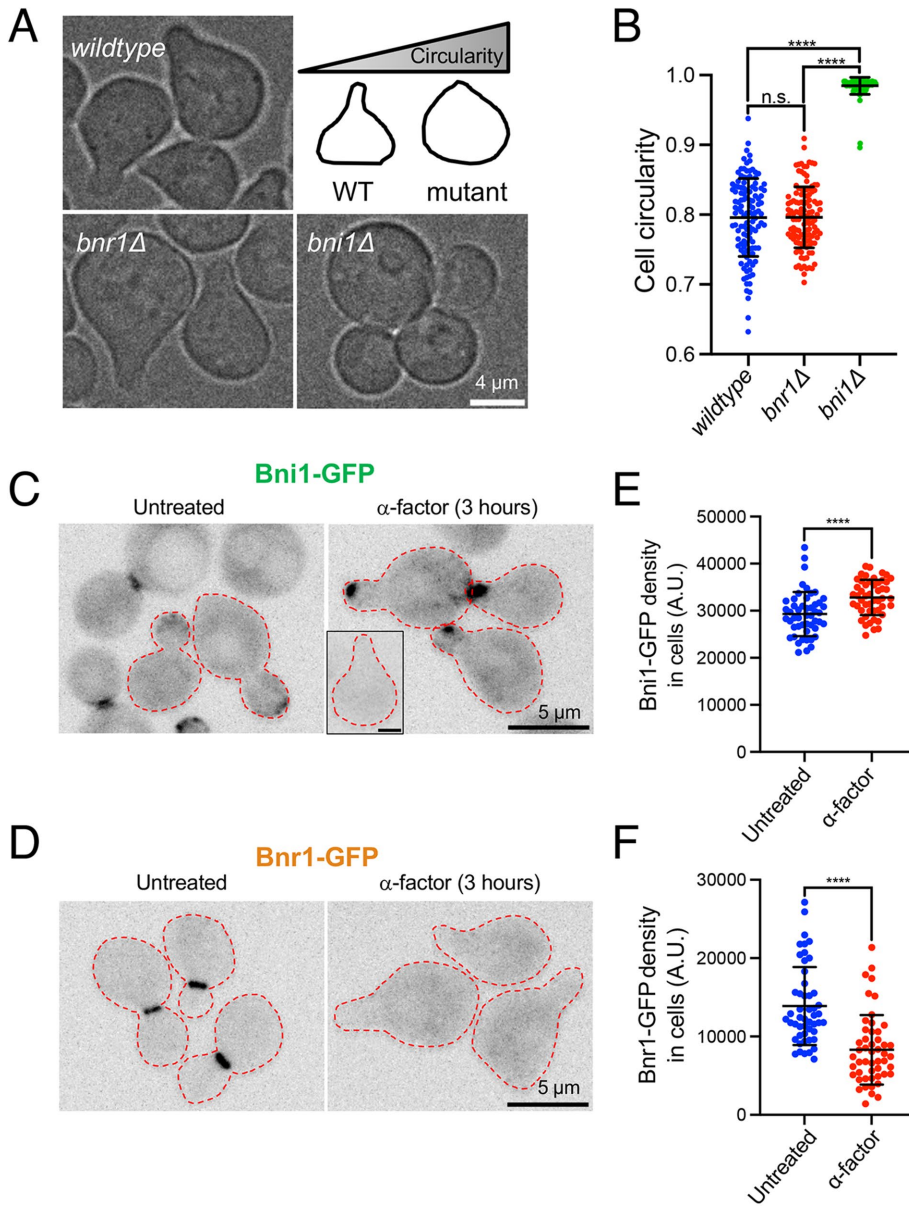 A
wildtype
Circularity
WT
mutant
bnr1Δ
bni1Δ
4 μm
B
Cell circularity
1.0
0.9
0.8
0.7
0.6
****
****
n.s.
wildtype
bnr1Δ
bni1Δ
C
Bni1-GFP
Untreated
α-factor (3 hours)
5 μm
E
Bni1-GFP density
in cells (A.U.)
50000
40000
30000
20000
10000
0
****
Untreated
α-factor
D
Bnr1-GFP
Untreated
α-factor (3 hours)
5 μm
F
Bnr1-GFP density
in cells (A.U.)
30000
20000
10000
0
****
Untreated
α-factor